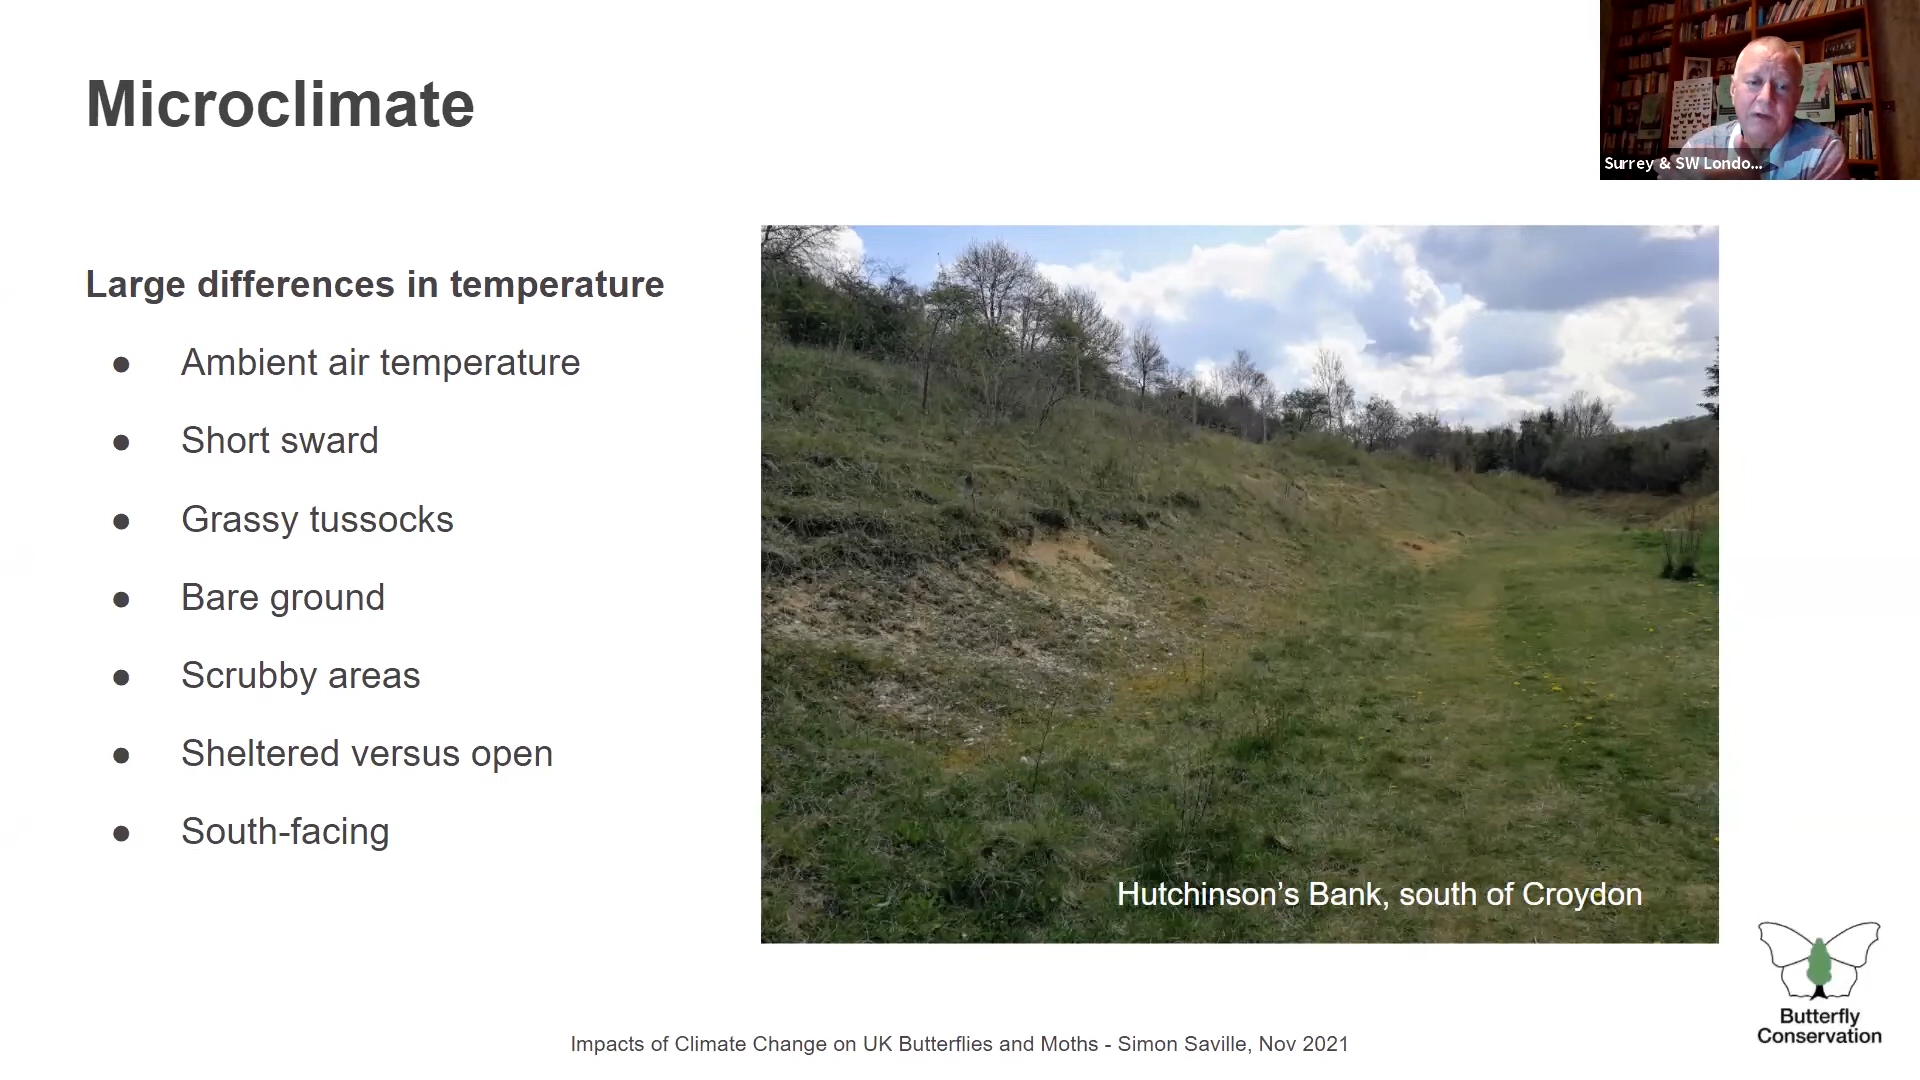 Microclimate
Surrey & SW Londo...
Large differences in temperature
● Ambient air temperature
● Short sward
● Grassy tussocks
● Bare ground
● Scrubby areas
● Sheltered versus open
● South-facing
Hutchinson’s Bank, south of Croydon
Butterfly
Conservation
Impacts of Climate Change on UK Butterflies and Moths - Simon Saville, Nov 2021